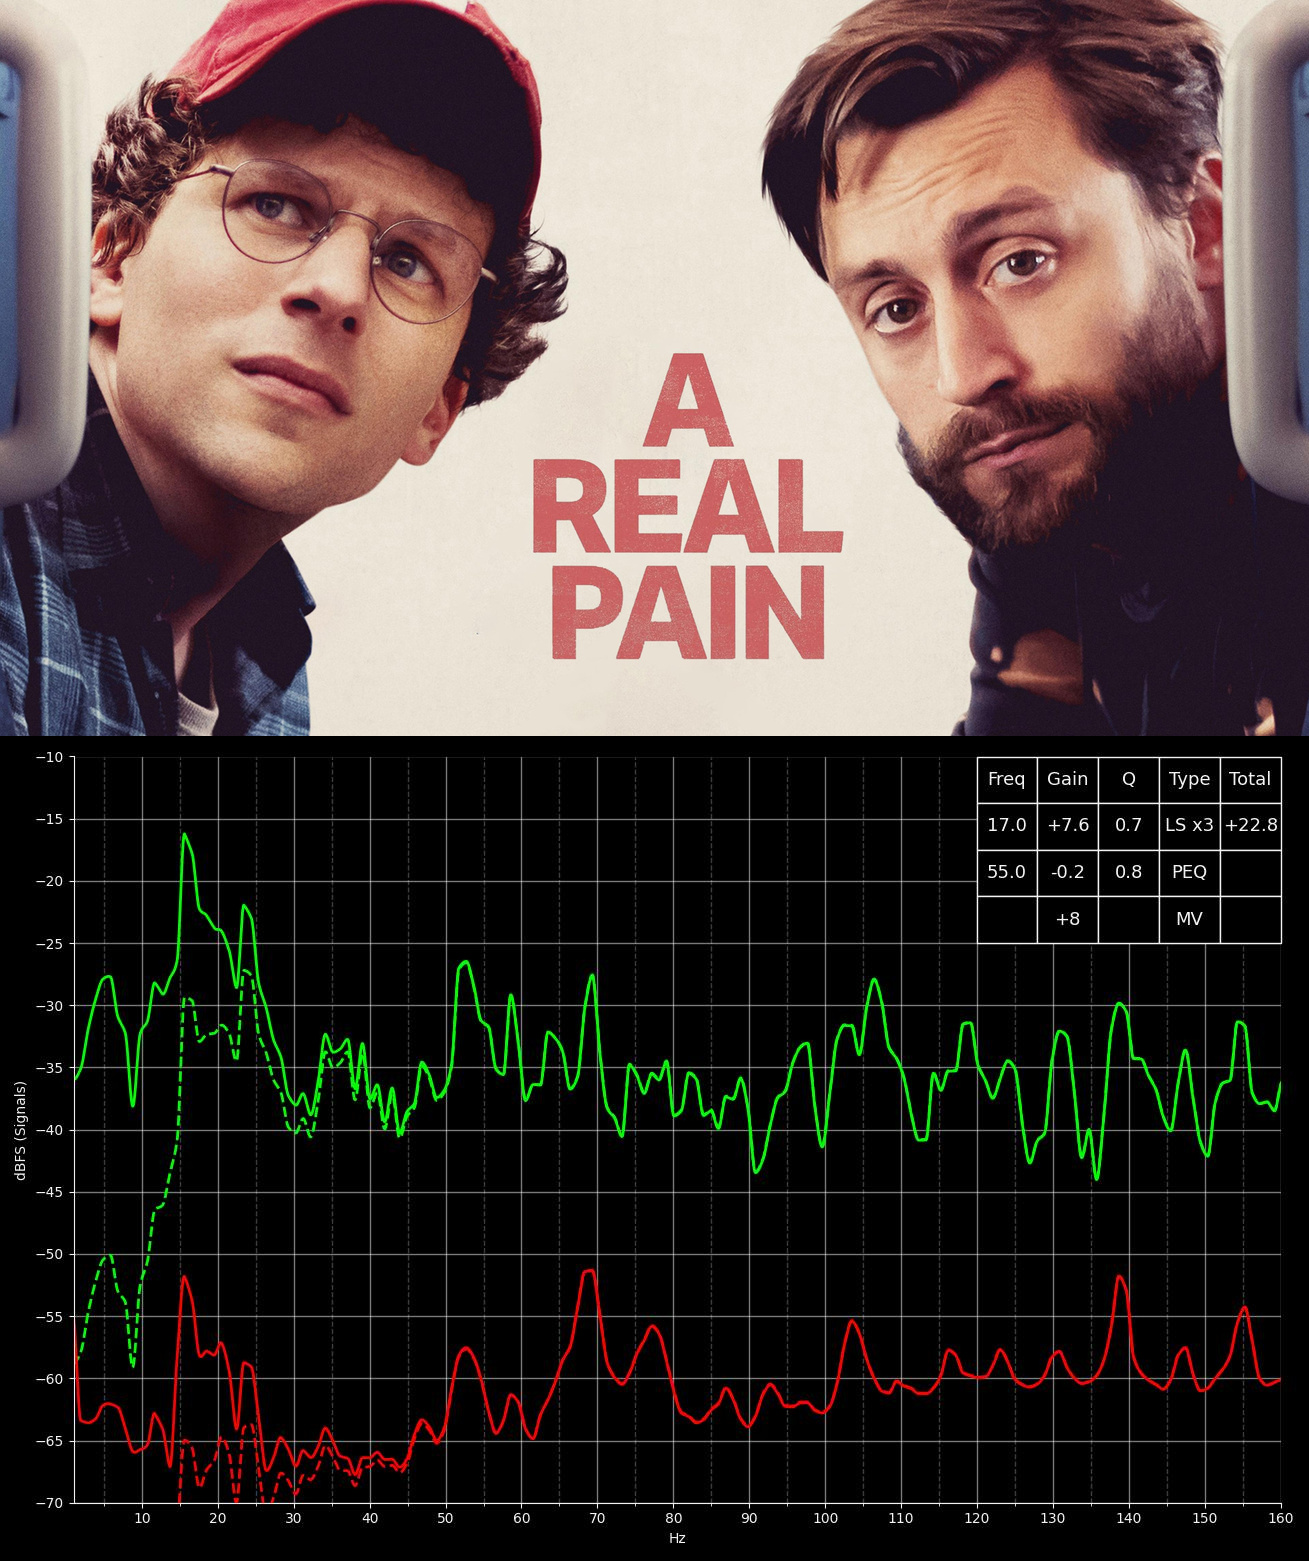 A
REAL
PAIN
Freq Gain Q Type Total
17.0 +7.6 0.7 LS x3 +22.8
55.0 -0.2 0.8 PEQ
+8 MV
−10
−15
−20
−25
−30
−35
−40
−45
−50
−55
−60
−65
−70
dBFS (Signals)
10 20 30 40 50 60 70 80 90 100 110 120 130 140 150 160
Hz